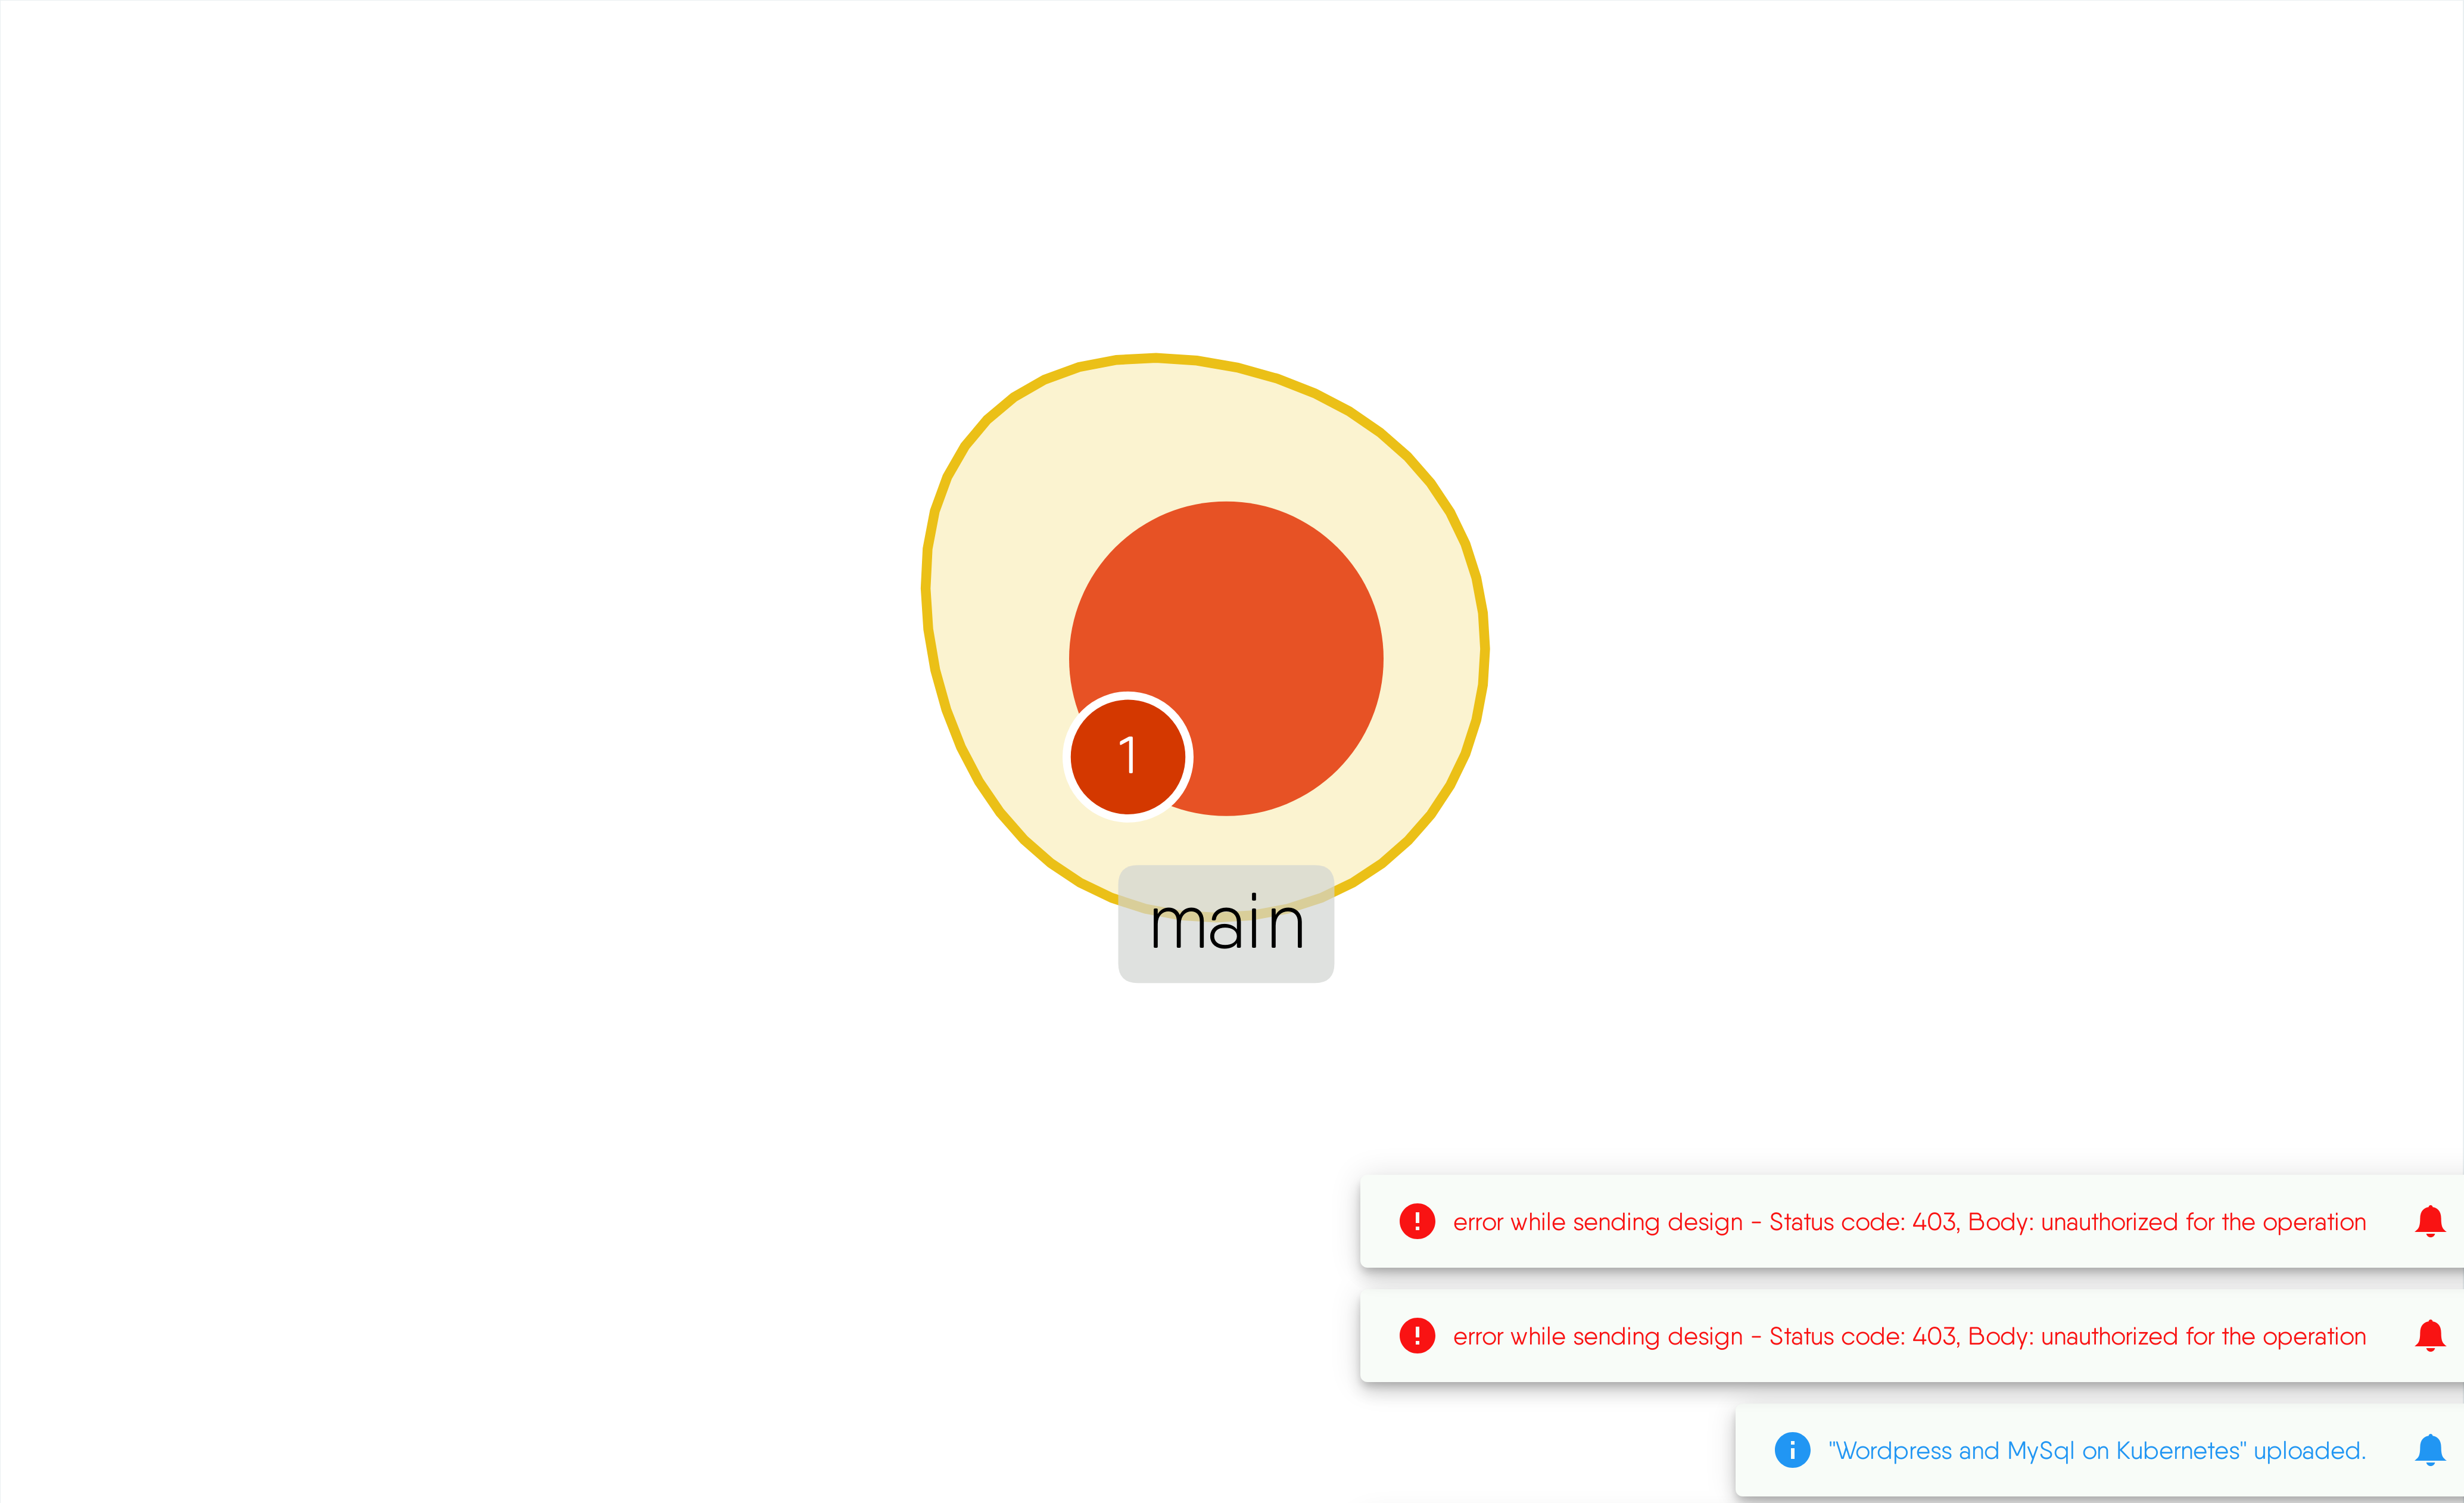 1
main
error while sending design - Status code: 403, Body: unauthorized for the operation
error while sending design - Status code: 403, Body: unauthorized for the operation
"Wordpress and MySql on Kubernetes" uploaded.